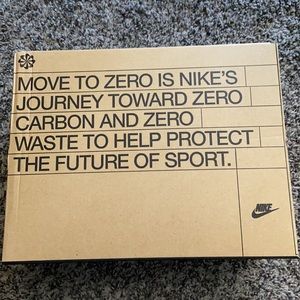 MOVE TO ZERO IS NIKE'S
JOURNEY TOWARD ZERO
CARBON AND ZERO
WASTE TO HELP PROTECT
THE FUTURE OF SPORT.
NIKE